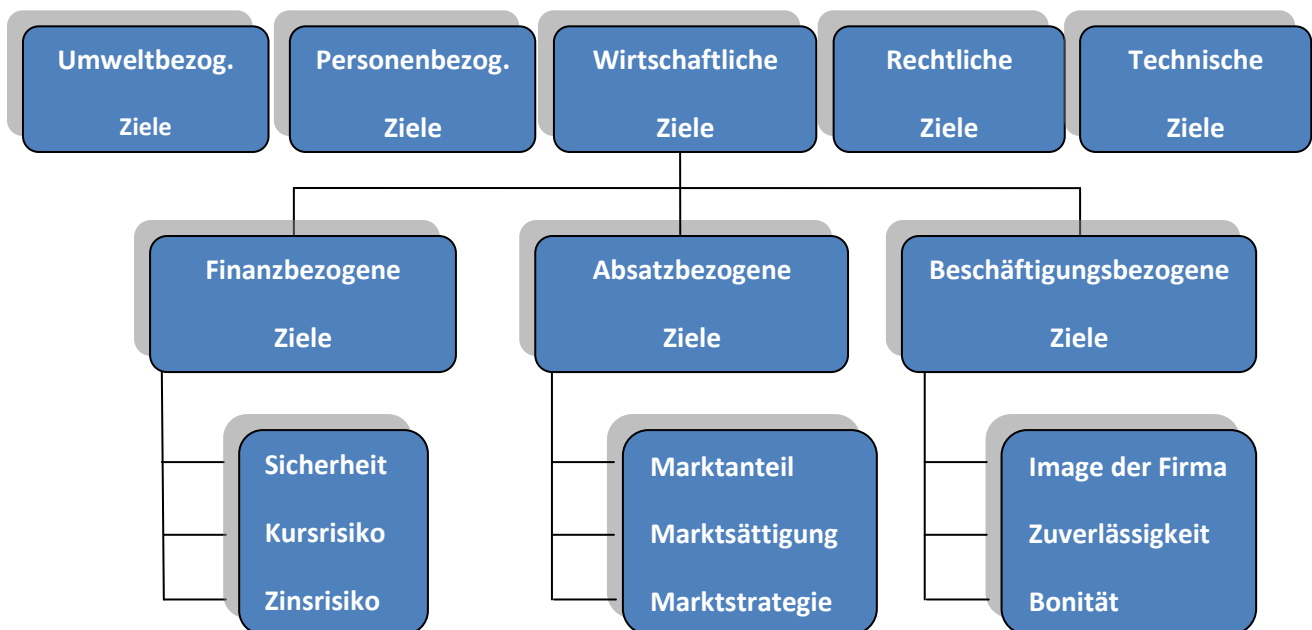 Umweltbezog.
Ziele
Personenbezog.
Ziele
Wirtschaftliche
Ziele
Rechtliche
Ziele
Technische
Ziele
Finanzbezogene
Ziele
Absatzbezogene
Ziele
Beschäftigungsbezogene
Ziele
Sicherheit
Kursrisiko
Zinsrisiko
Marktanteil
Marktsättigung
Marktstrategie
Image der Firma
Zuverlässigkeit
Bonität